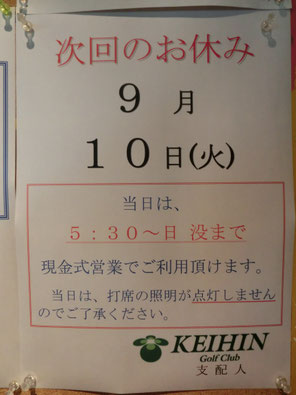 次回のお休み
９月
１０日(火)
当日は、
５：３０～日 没まで
現金式営業でご利用頂けます。
当日は、打席の照明が点灯しません
のでご了承ください。
KEIHIN
Golf Club
支配人